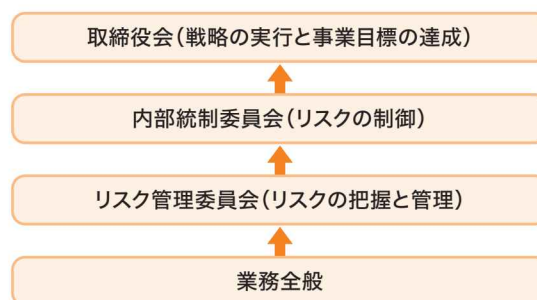 取締役会(戦略の実行と事業目標の達成)
内部統制委員会(リスクの制御)
リスク管理委員会(リスクの把握と管理)
業務全般